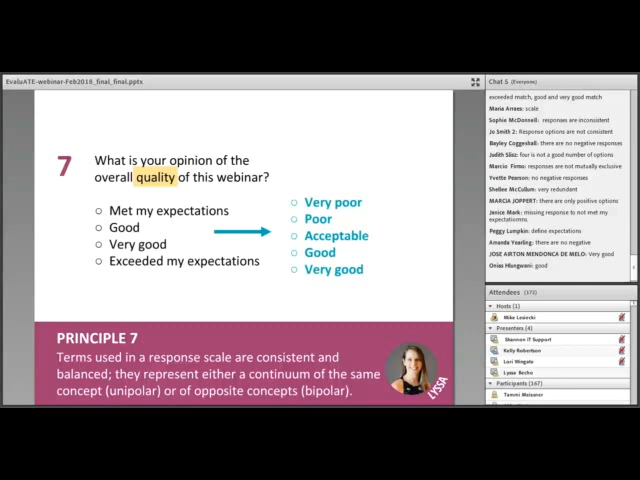 EvaluATE-webinar-Feb2018_final_final.pptx
7
What is your opinion of the
overall quality of this webinar?
Met my expectations
Good
Very good
Exceeded my expectations
Very poor
Poor
Acceptable
Good
Very good
PRINCIPLE 7
Terms used in a response scale are consistent and
balanced; they represent either a continuum of the same
concept (unipolar) or of opposite concepts (bipolar).
LYSSA
Chat 5 (Everyone)
exceeded match, good and very good match
Maria Arraes: scale
Sophie McDonnell: responses are inconsistent
Jo Smith 2: Response options are not consistent
Bayley Coggeshall: there are no negative responses
Judith Slisz: four is not a good number of options
Marcio Firmo: responses are not mutually exclusive
Yvette Pearson: no negative responses
Shellee McCullum: very redundant
MARCIA JOPPERT: there are only positive options
Janice Mark: missing response to not met my
expectatiomns
Peggy Lumpkin: define expectations
Amanda Yearling: there are no negative
JOSE AIRTON MENDONCA DE MELO: Very good
Onias Hlungwani: good
Attendees (172)
Hosts (1)
Mike Lesiecki
Presenters (4)
Shannon IT Support
Kelly Robertson
Lori Wingate
Lyssa Becho
Participants (167)
Tammi Meissner